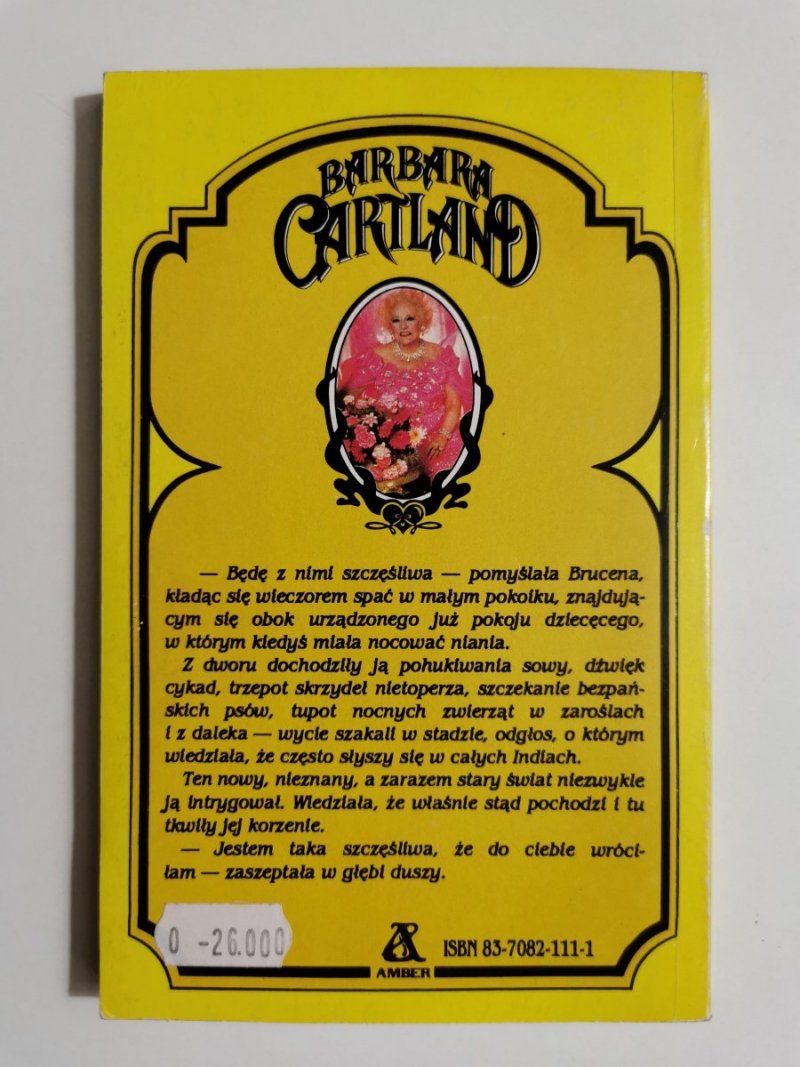 BARBARA
CARTLAND
— Będę z nimi szczęśliwa — pomyślała Brucena,
kładąc się wieczorem spać w małym pokoiku, znajdują-
cym się obok urządzonego już pokoju dziecęcego,
w którym kiedyś miała nocować niania.
Z dworu dochodziły ją pohukiwania sowy, dźwięk
cykad, trzepot skrzydeł nietoperza, szczekanie bezpań-
skich psów, tupot nocnych zwierząt w zaroślach
i z daleka — wycie szakali w stadzie, odgłos, o którym
wiedziała, że często słyszy się w całych Indiach.
Ten nowy, nieznany, a zarazem stary świat niezwykle
ją intrygował. Wiedziała, że właśnie stąd pochodzi i tu
tkwiły jej korzenie.
— Jestem taka szczęśliwa, że do ciebie wróci-
łam — zaszeptała w głębi duszy.
0 -26.000
A
AMBER
ISBN 83-7082-111-1